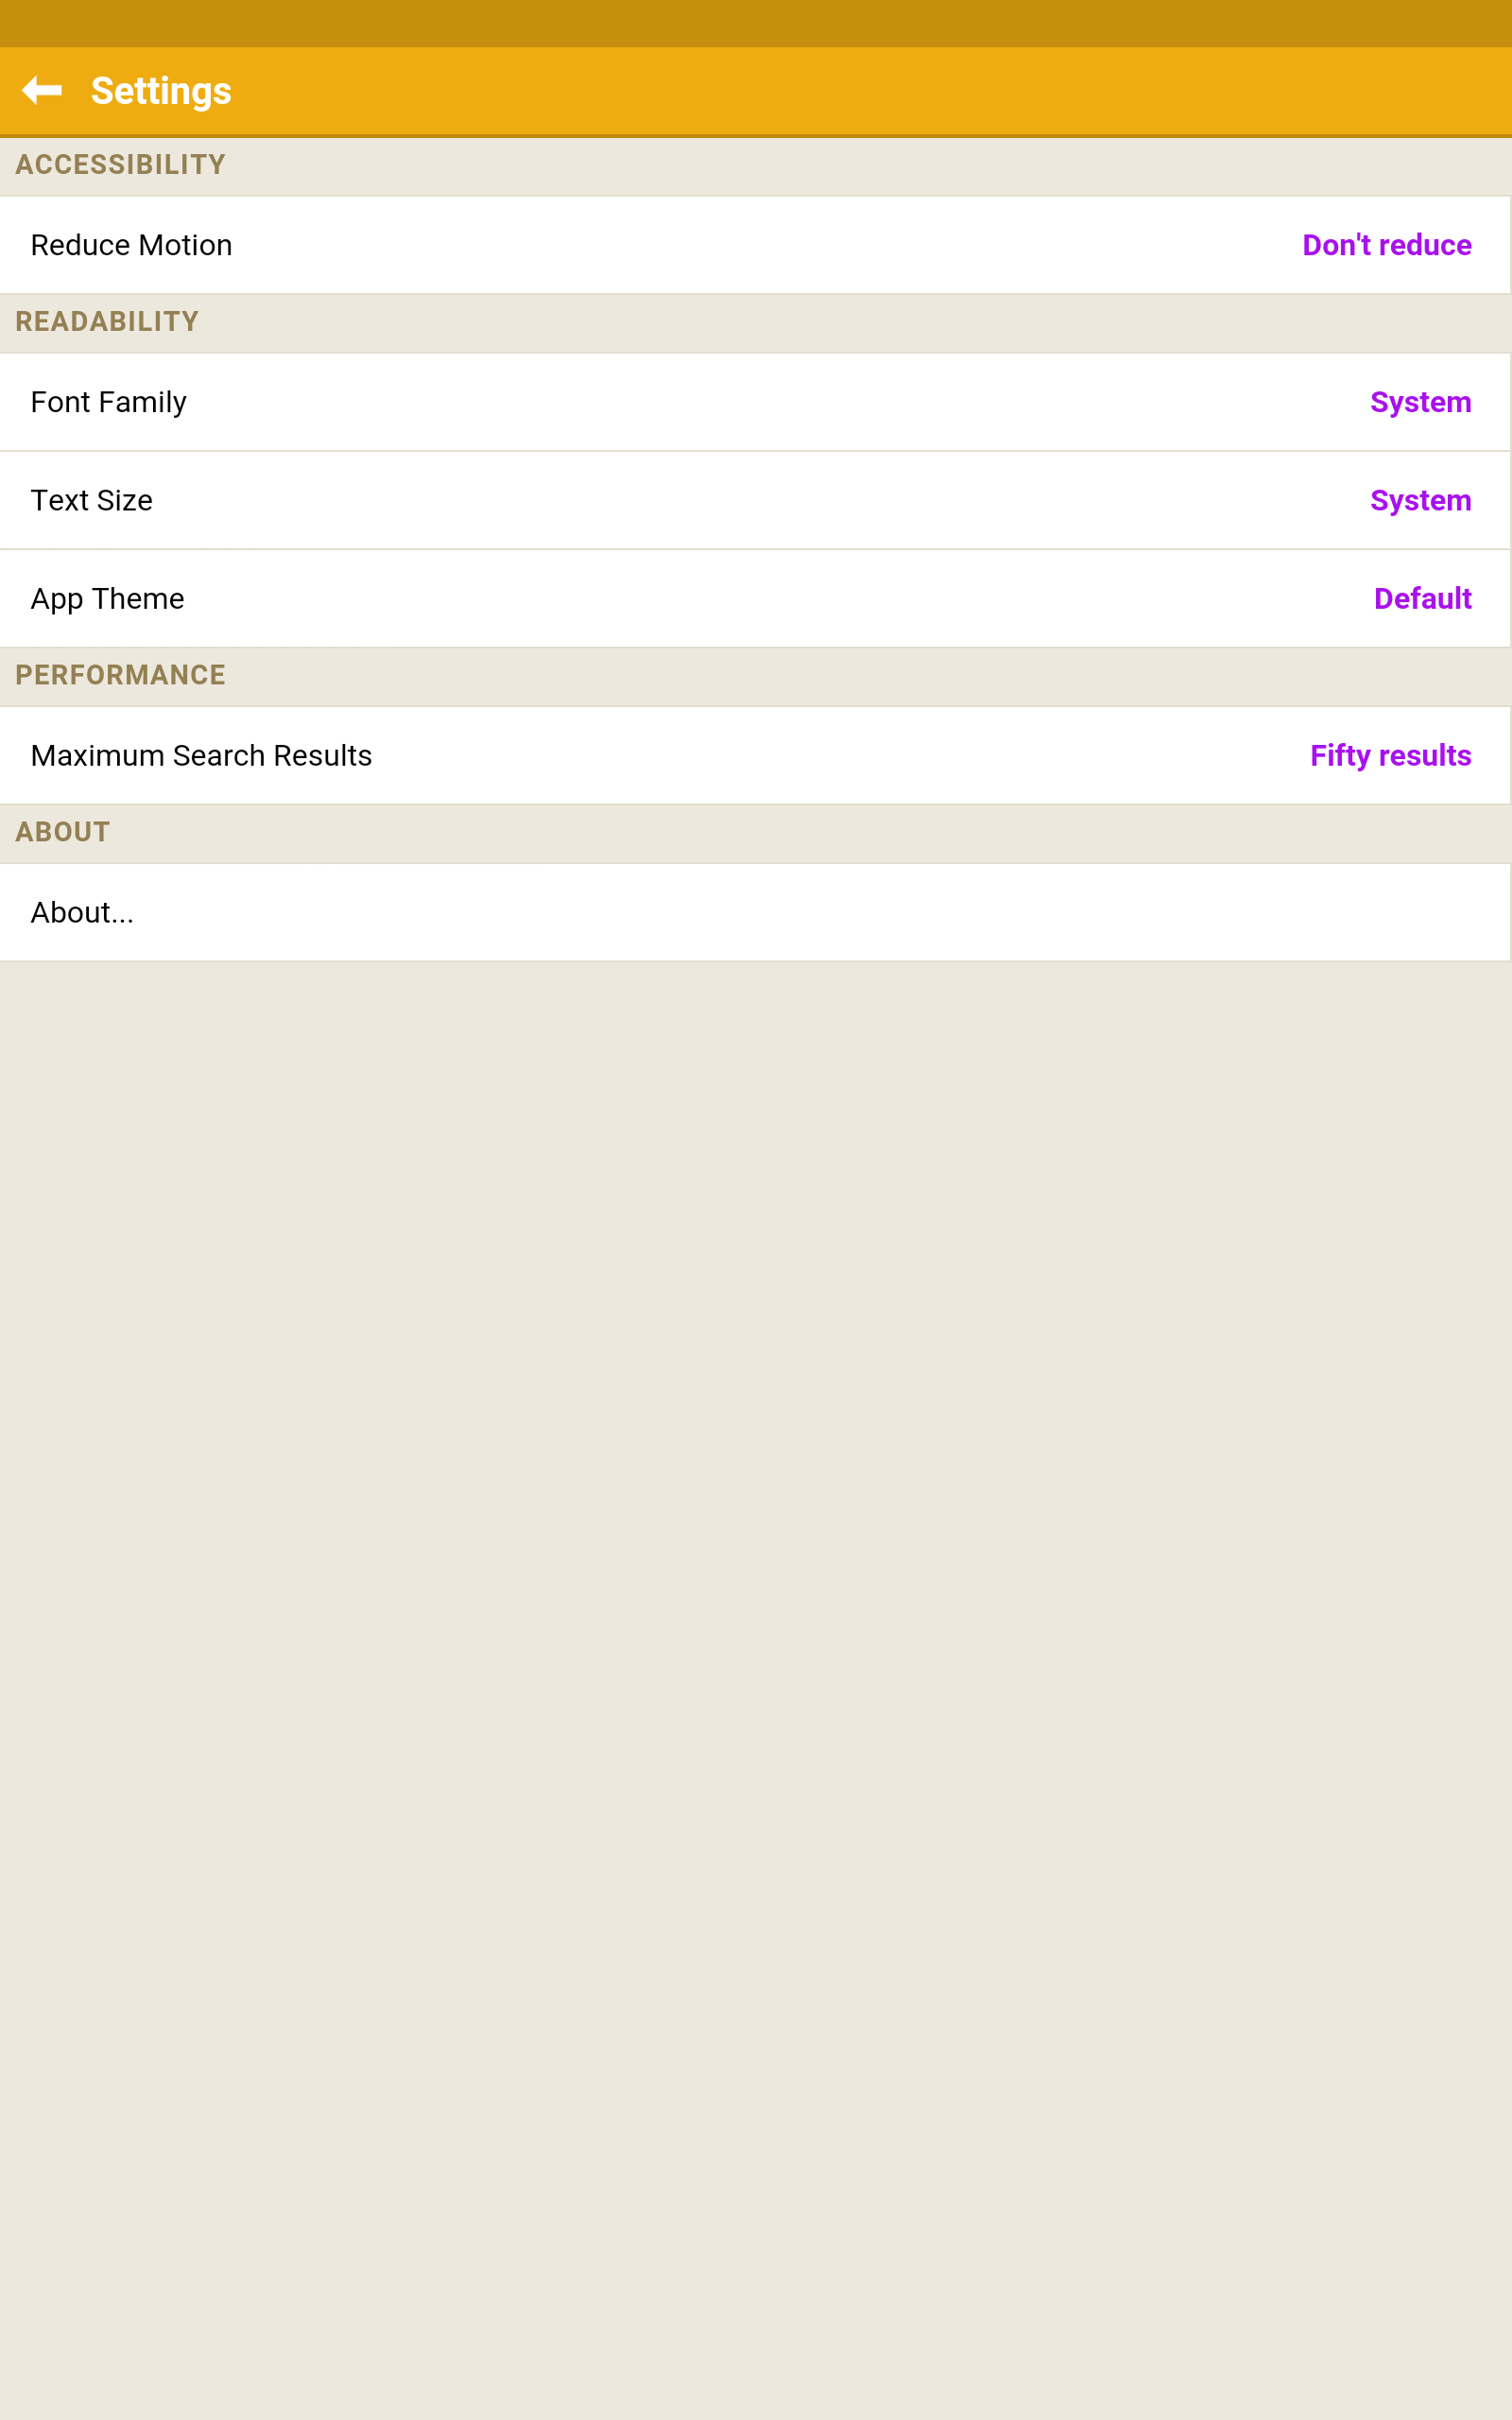 Settings
ACCESSIBILITY
Reduce Motion Don't reduce
READABILITY
Font Family System
Text Size System
App Theme Default
PERFORMANCE
Maximum Search Results Fifty results
ABOUT
About...